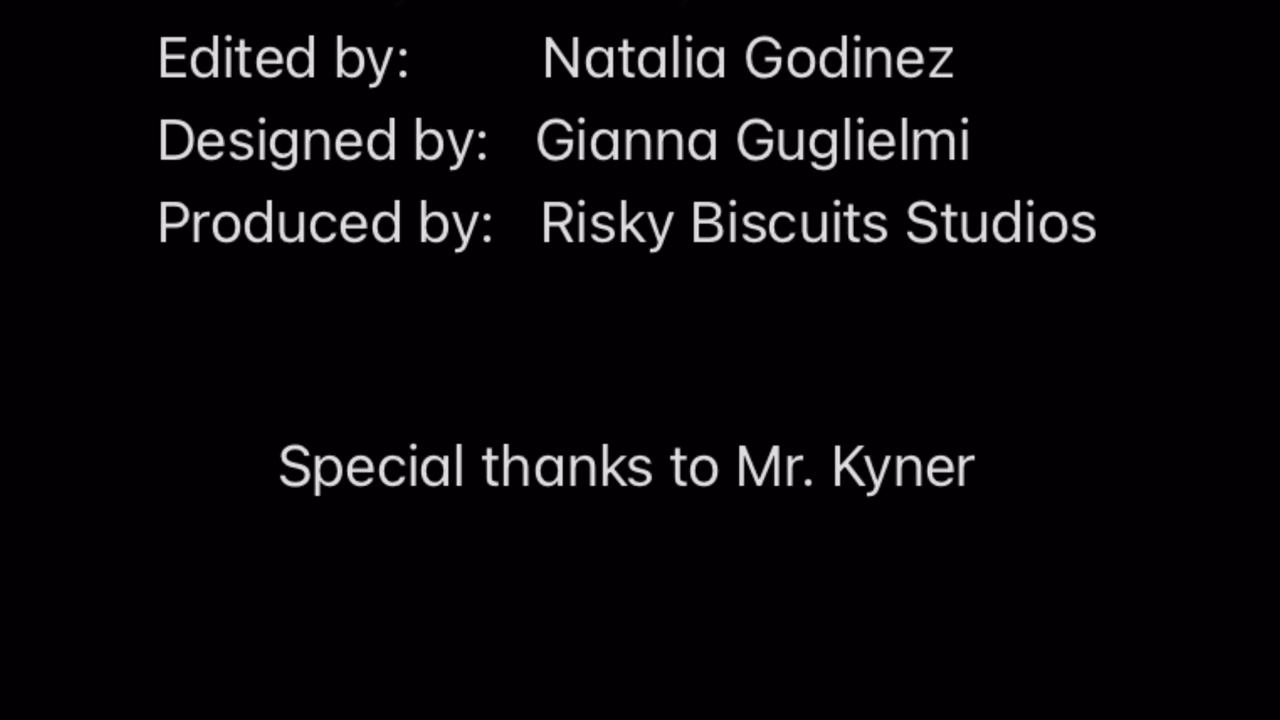 Edited by: Natalia Godinez
Designed by: Gianna Guglielmi
Produced by: Risky Biscuits Studios
Special thanks to Mr. Kyner